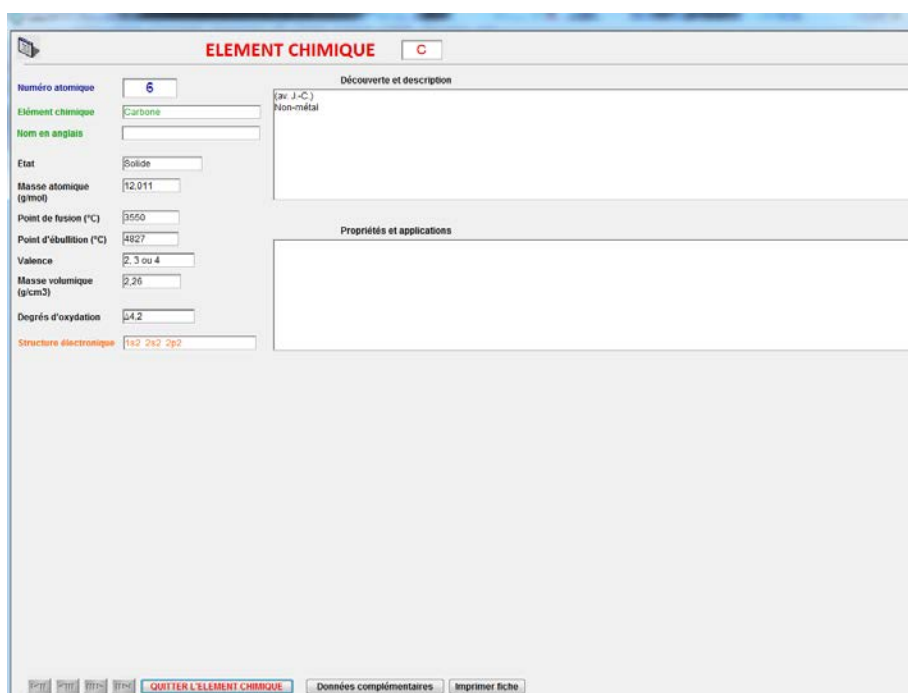 ELEMENT CHIMIQUE C
Découverte et description
Numéro atomique 6
(av. J.-C.)
Non-métal
Elément chimique Carbone
Nom en anglais
Etat Solide
Masse atomique
(g/mol) 12,011
Point de fusion (°C) 3550
Propriétés et applications
Point d'ébullition (°C) 4827
Valence 2, 3 ou 4
Masse volumique
(g/cm3) 2,26
Degrés d'oxydation
Structure électronique 1s2 2s2 2p2
QUITTER L'ELEMENT CHIMIQUE Données complémentaires Imprimer fiche